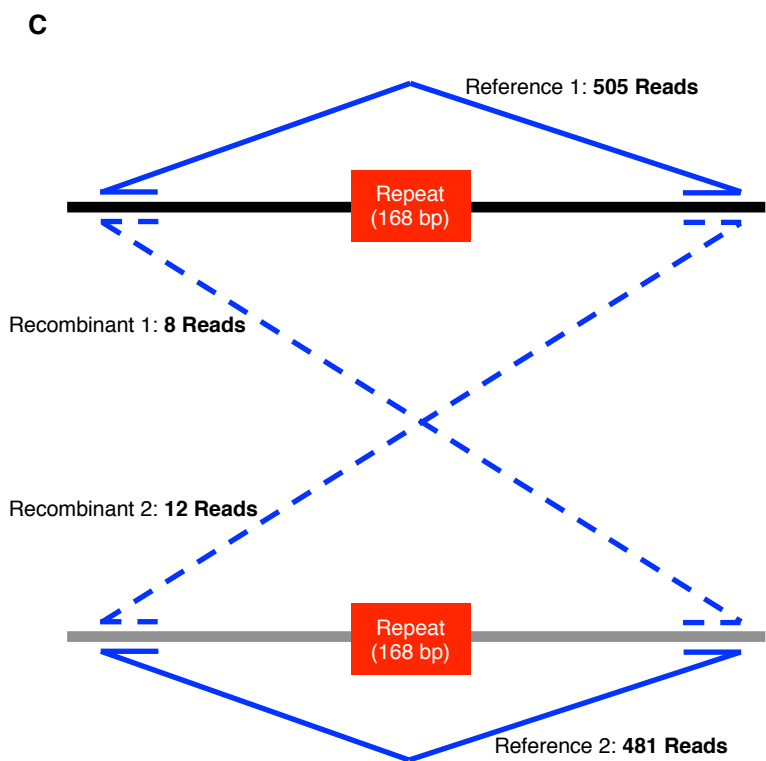 C
Reference 1: 505 Reads
Repeat
(168 bp)
Recombinant 1: 8 Reads
Recombinant 2: 12 Reads
Repeat
(168 bp)
Reference 2: 481 Reads